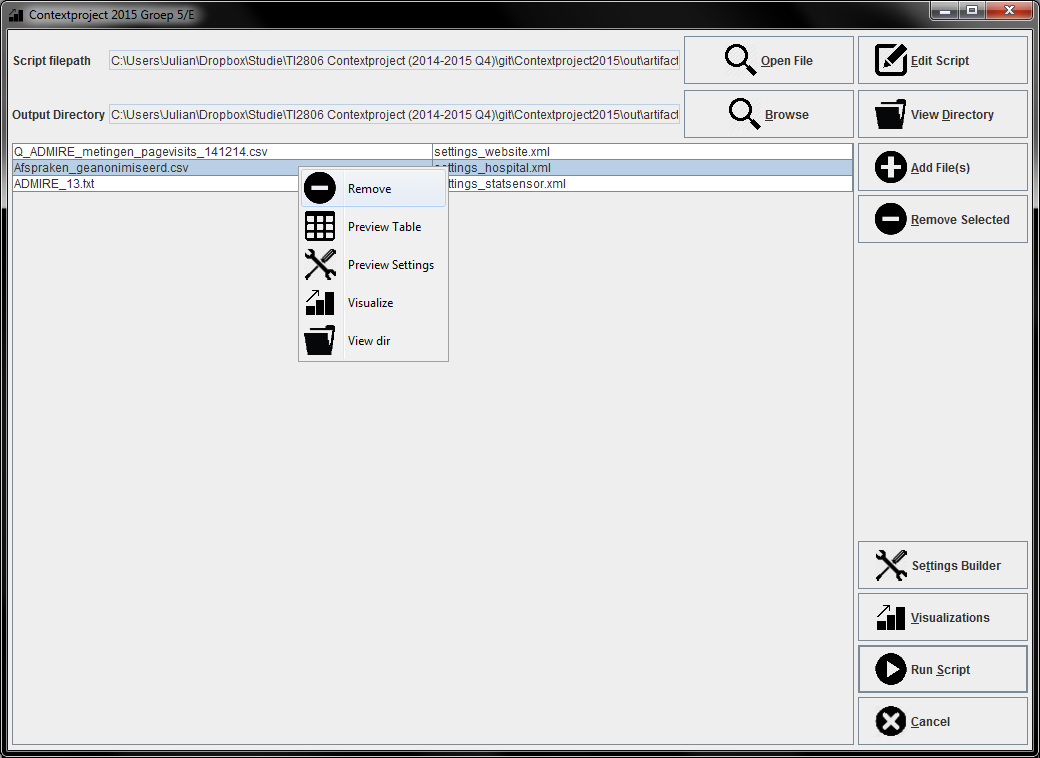 Contextproject 2015 Groep 5/E
Script filepath C:\Users\Julian\Dropbox\Studie\TI2806 Contextproject (2014-2015 Q4)\git\Contextproject2015\out\artifact Open File Edit Script
Output Directory C:\Users\Julian\Dropbox\Studie\TI2806 Contextproject (2014-2015 Q4)\git\Contextproject2015\out\artifact Browse View Directory
Q_ADMIRE_metingen_pagevisits_141214.csv settings_website.xml
Afspraken_geanonimiseerd.csv ettings_hospital.xml Add File(s)
ADMIRE_13.txt ttings_statsensor.xml
Remove
Preview Table
Preview Settings
Visualize
View dir
Remove Selected
Settings Builder
Visualizations
Run Script
Cancel